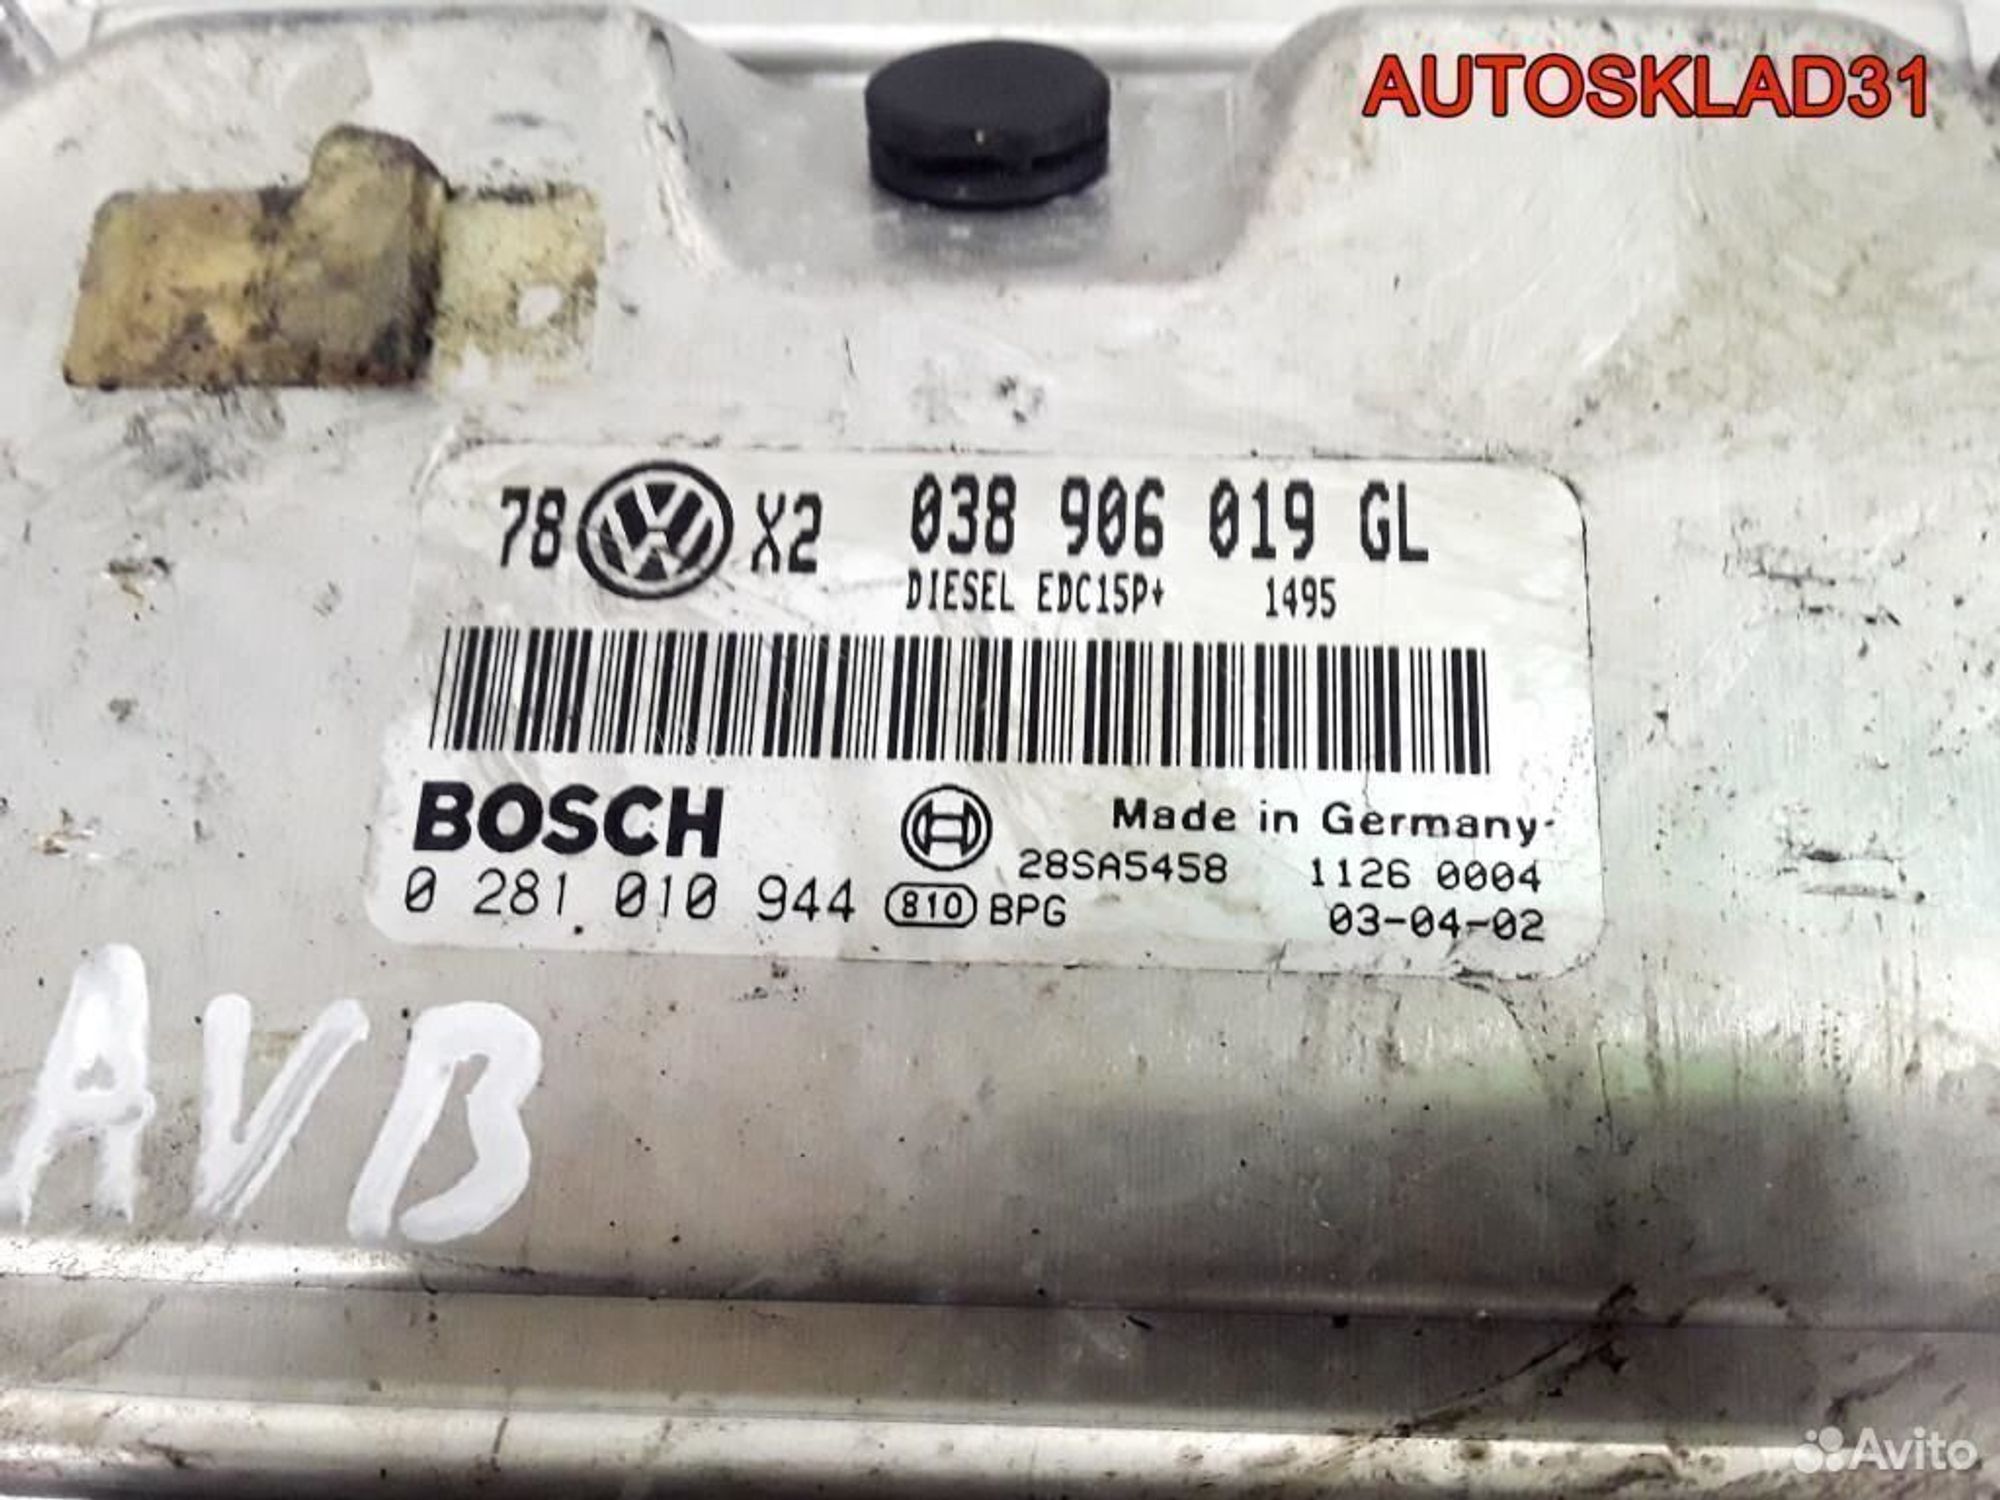 AUTOSKLAD31
78 VW X2 038 906 019 GL
DIESEL EDC15P+ 1495
BOSCH
Made in Germany
28SA5458 1126 0004
0 281 010 944 810 BPG
03-04-02
AVB
Avito